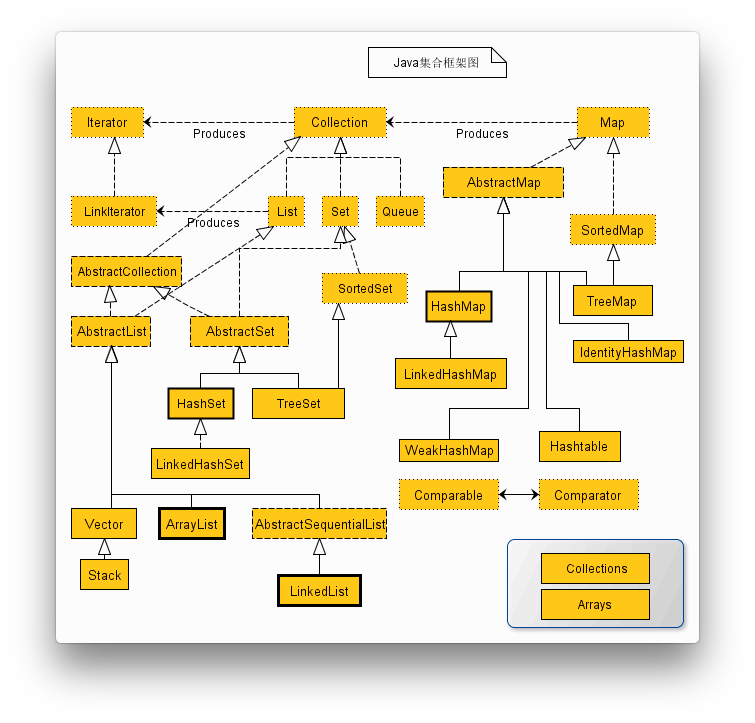 Java集合框架图
Iterator
Produces
Collection
Produces
Map
AbstractMap
LinkIterator
Produces
List
Set
Queue
SortedMap
AbstractCollection
SortedSet
HashMap
TreeMap
AbstractList
AbstractSet
IdentityHashMap
LinkedHashMap
HashSet
TreeSet
WeakHashMap
Hashtable
LinkedHashSet
Comparable
Comparator
Vector
ArrayList
AbstractSequentialList
Stack
LinkedList
Collections
Arrays